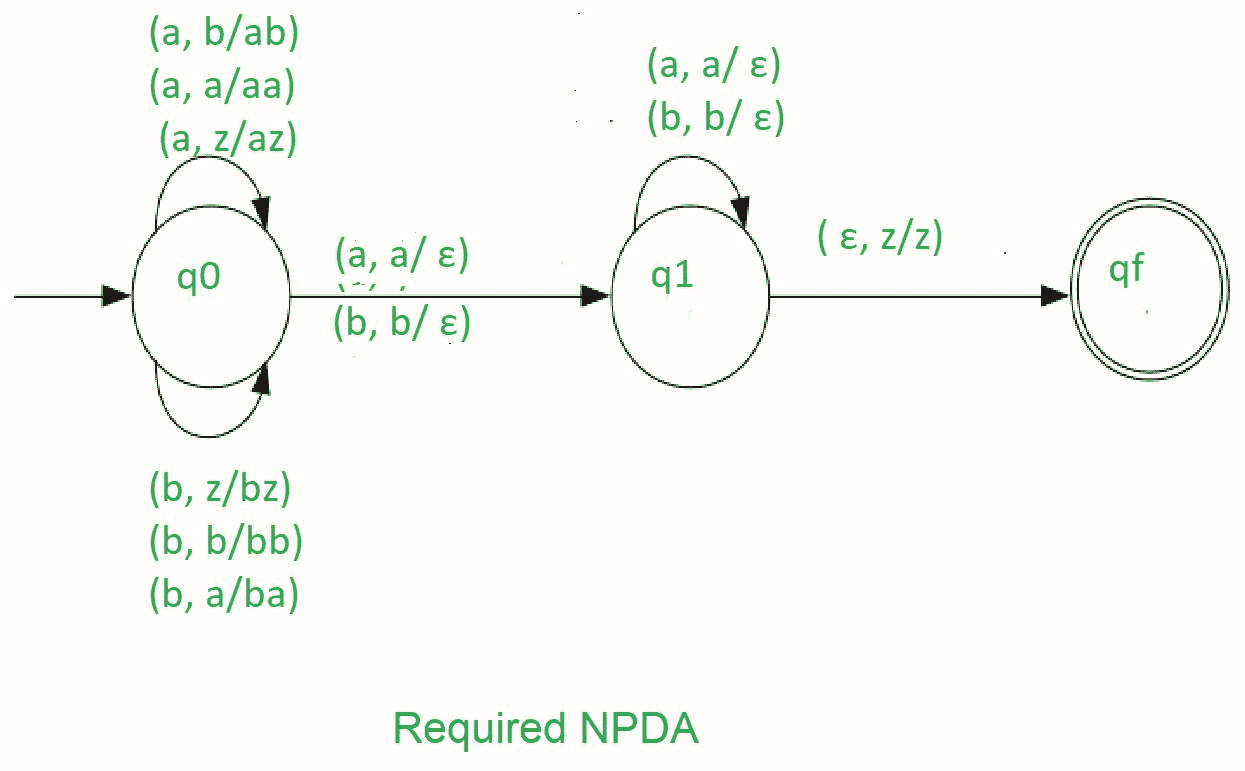 (a, b/ab)
(a, a/aa)
(a, z/az)
(a, a/ ε)
(b, b/ ε)
( ε, z/z)
(a, a/ ε)
(b, b/ ε)
q0
q1
qf
(b, z/bz)
(b, b/bb)
(b, a/ba)
Required NPDA